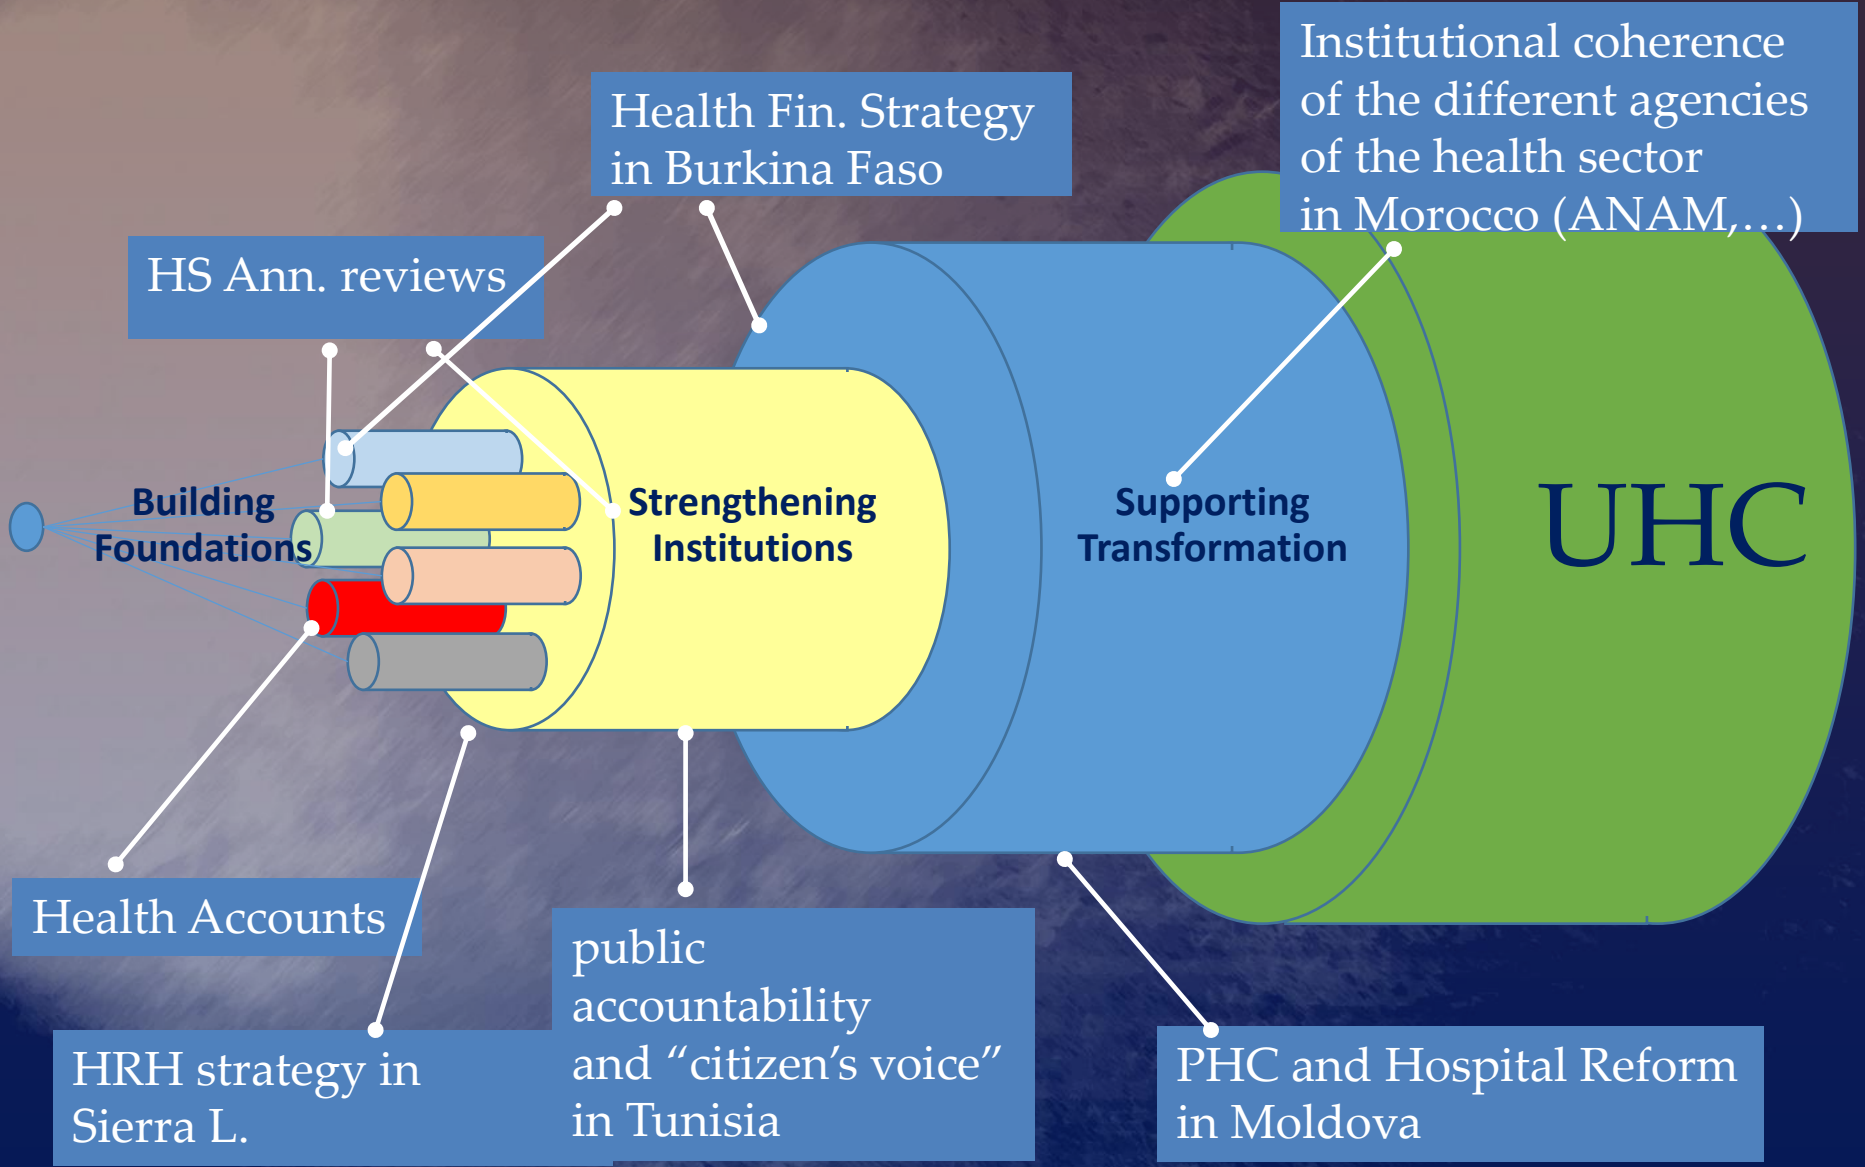 Institutional coherence
of the different agencies
of the health sector
in Morocco (ANAM,…)
Health Fin. Strategy
in Burkina Faso
HS Ann. reviews
Building
Foundations
Strengthening
Institutions
Supporting
Transformation
UHC
Health Accounts
HRH strategy in
Sierra L.
public
accountability
and “citizen’s voice”
in Tunisia
PHC and Hospital Reform
in Moldova